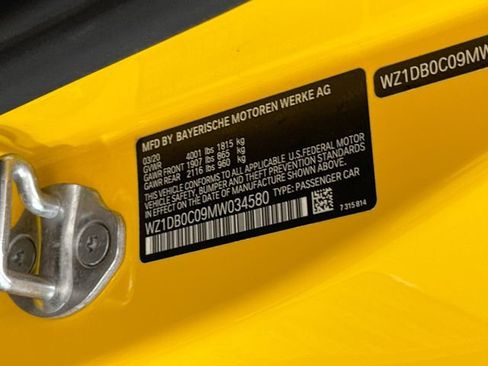 MFD BY BAYERISCHE MOTOREN WERKE AG
03/20
GVWR 4001 lbs 1815 kg
GAWR FRONT 1907 lbs 865 kg
GAWR REAR 2116 lbs 960 kg
THIS VEHICLE CONFORMS TO ALL APPLICABLE U.S.FEDERAL MOTOR
VEHICLE SAFETY, BUMPER, AND THEFT PREVENTION STANDARDS
IN EFFECT ON THE DATE OF MANUFACTURE SHOWN ABOVE.
WZ1DB0C09MW034580 TYPE: PASSENGER CAR
7 315 814
WZ1DB0C09MW